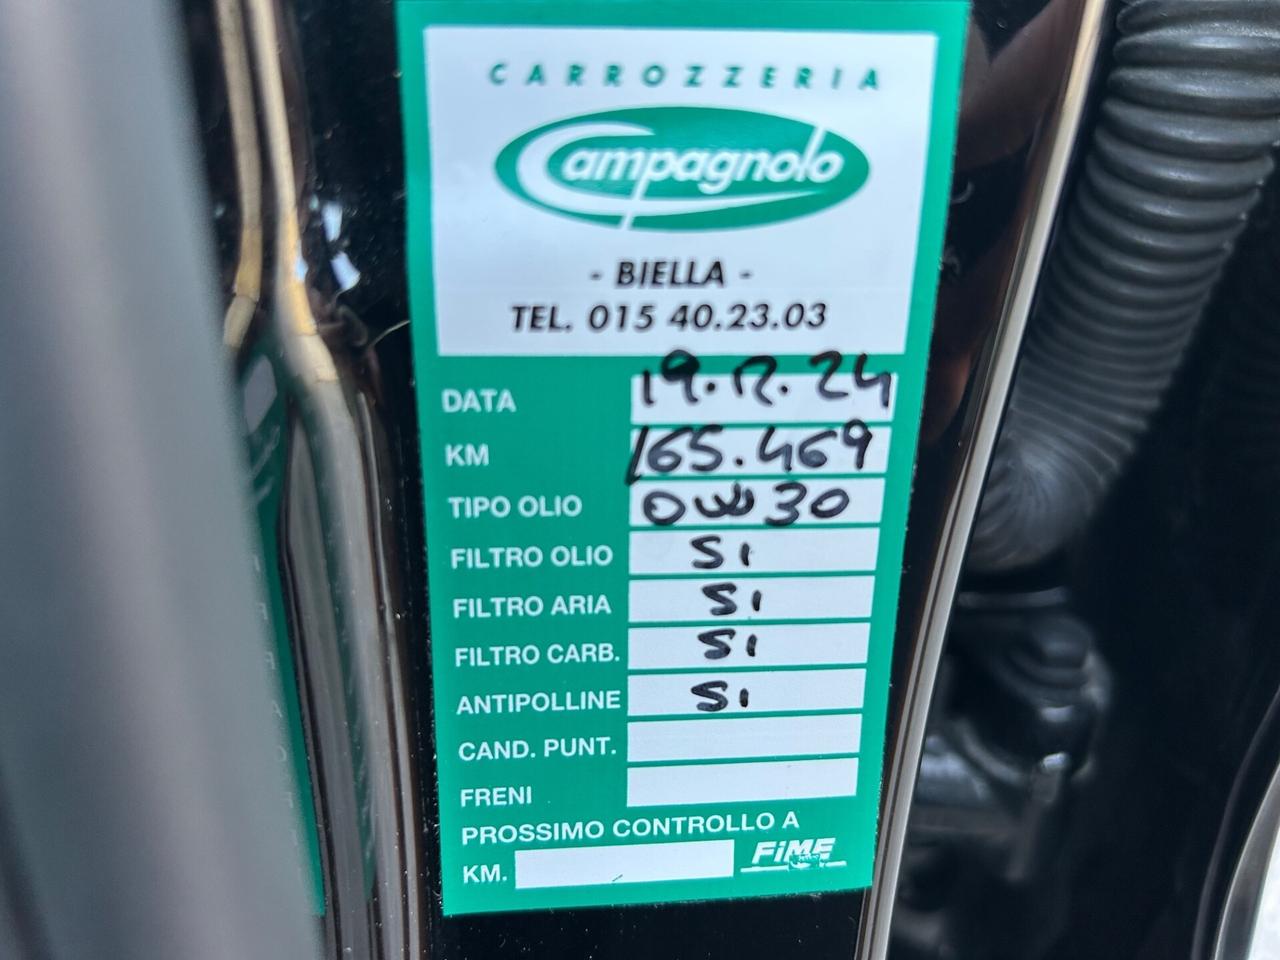 CARROZZERIA
Campagnolo
- BIELLA -
TEL. 015 40.23.03
DATA 19.12.24
KM 165.469
TIPO OLIO 0W30
FILTRO OLIO SI
FILTRO ARIA SI
FILTRO CARB. SI
ANTIPOLLINE SI
CAND. PUNT.
FRENI
PROSSIMO CONTROLLO A
KM. FiME